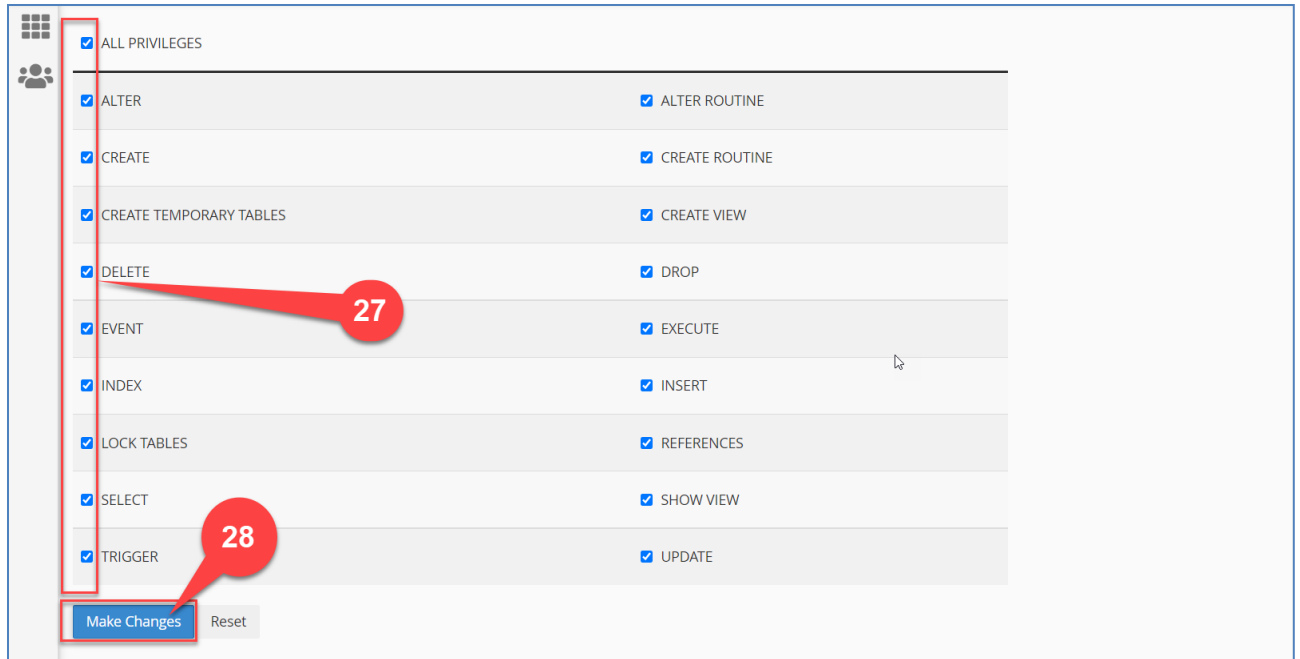 ALL PRIVILEGES
ALTER ALTER ROUTINE
CREATE CREATE ROUTINE
CREATE TEMPORARY TABLES CREATE VIEW
DELETE DROP
27
EVENT EXECUTE
INDEX INSERT
LOCK TABLES REFERENCES
SELECT SHOW VIEW
28
TRIGGER UPDATE
Make Changes Reset